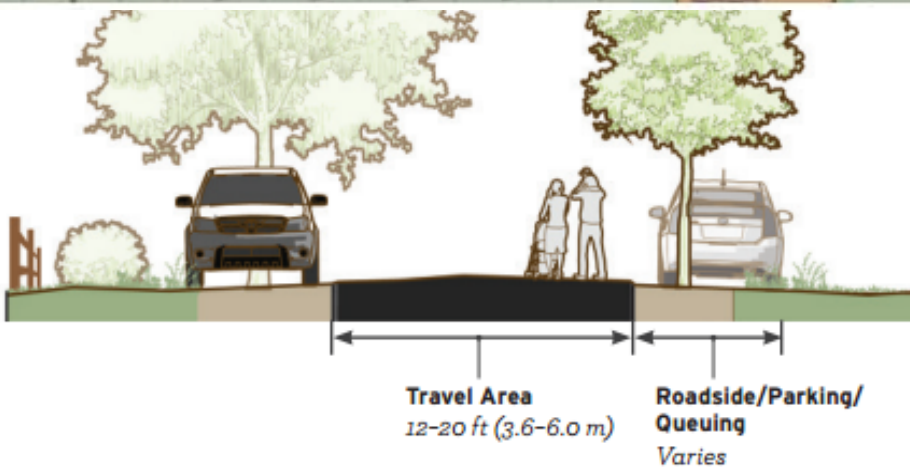 Travel Area
12–20 ft (3.6–6.0 m)
Roadside/Parking/
Queuing
Varies